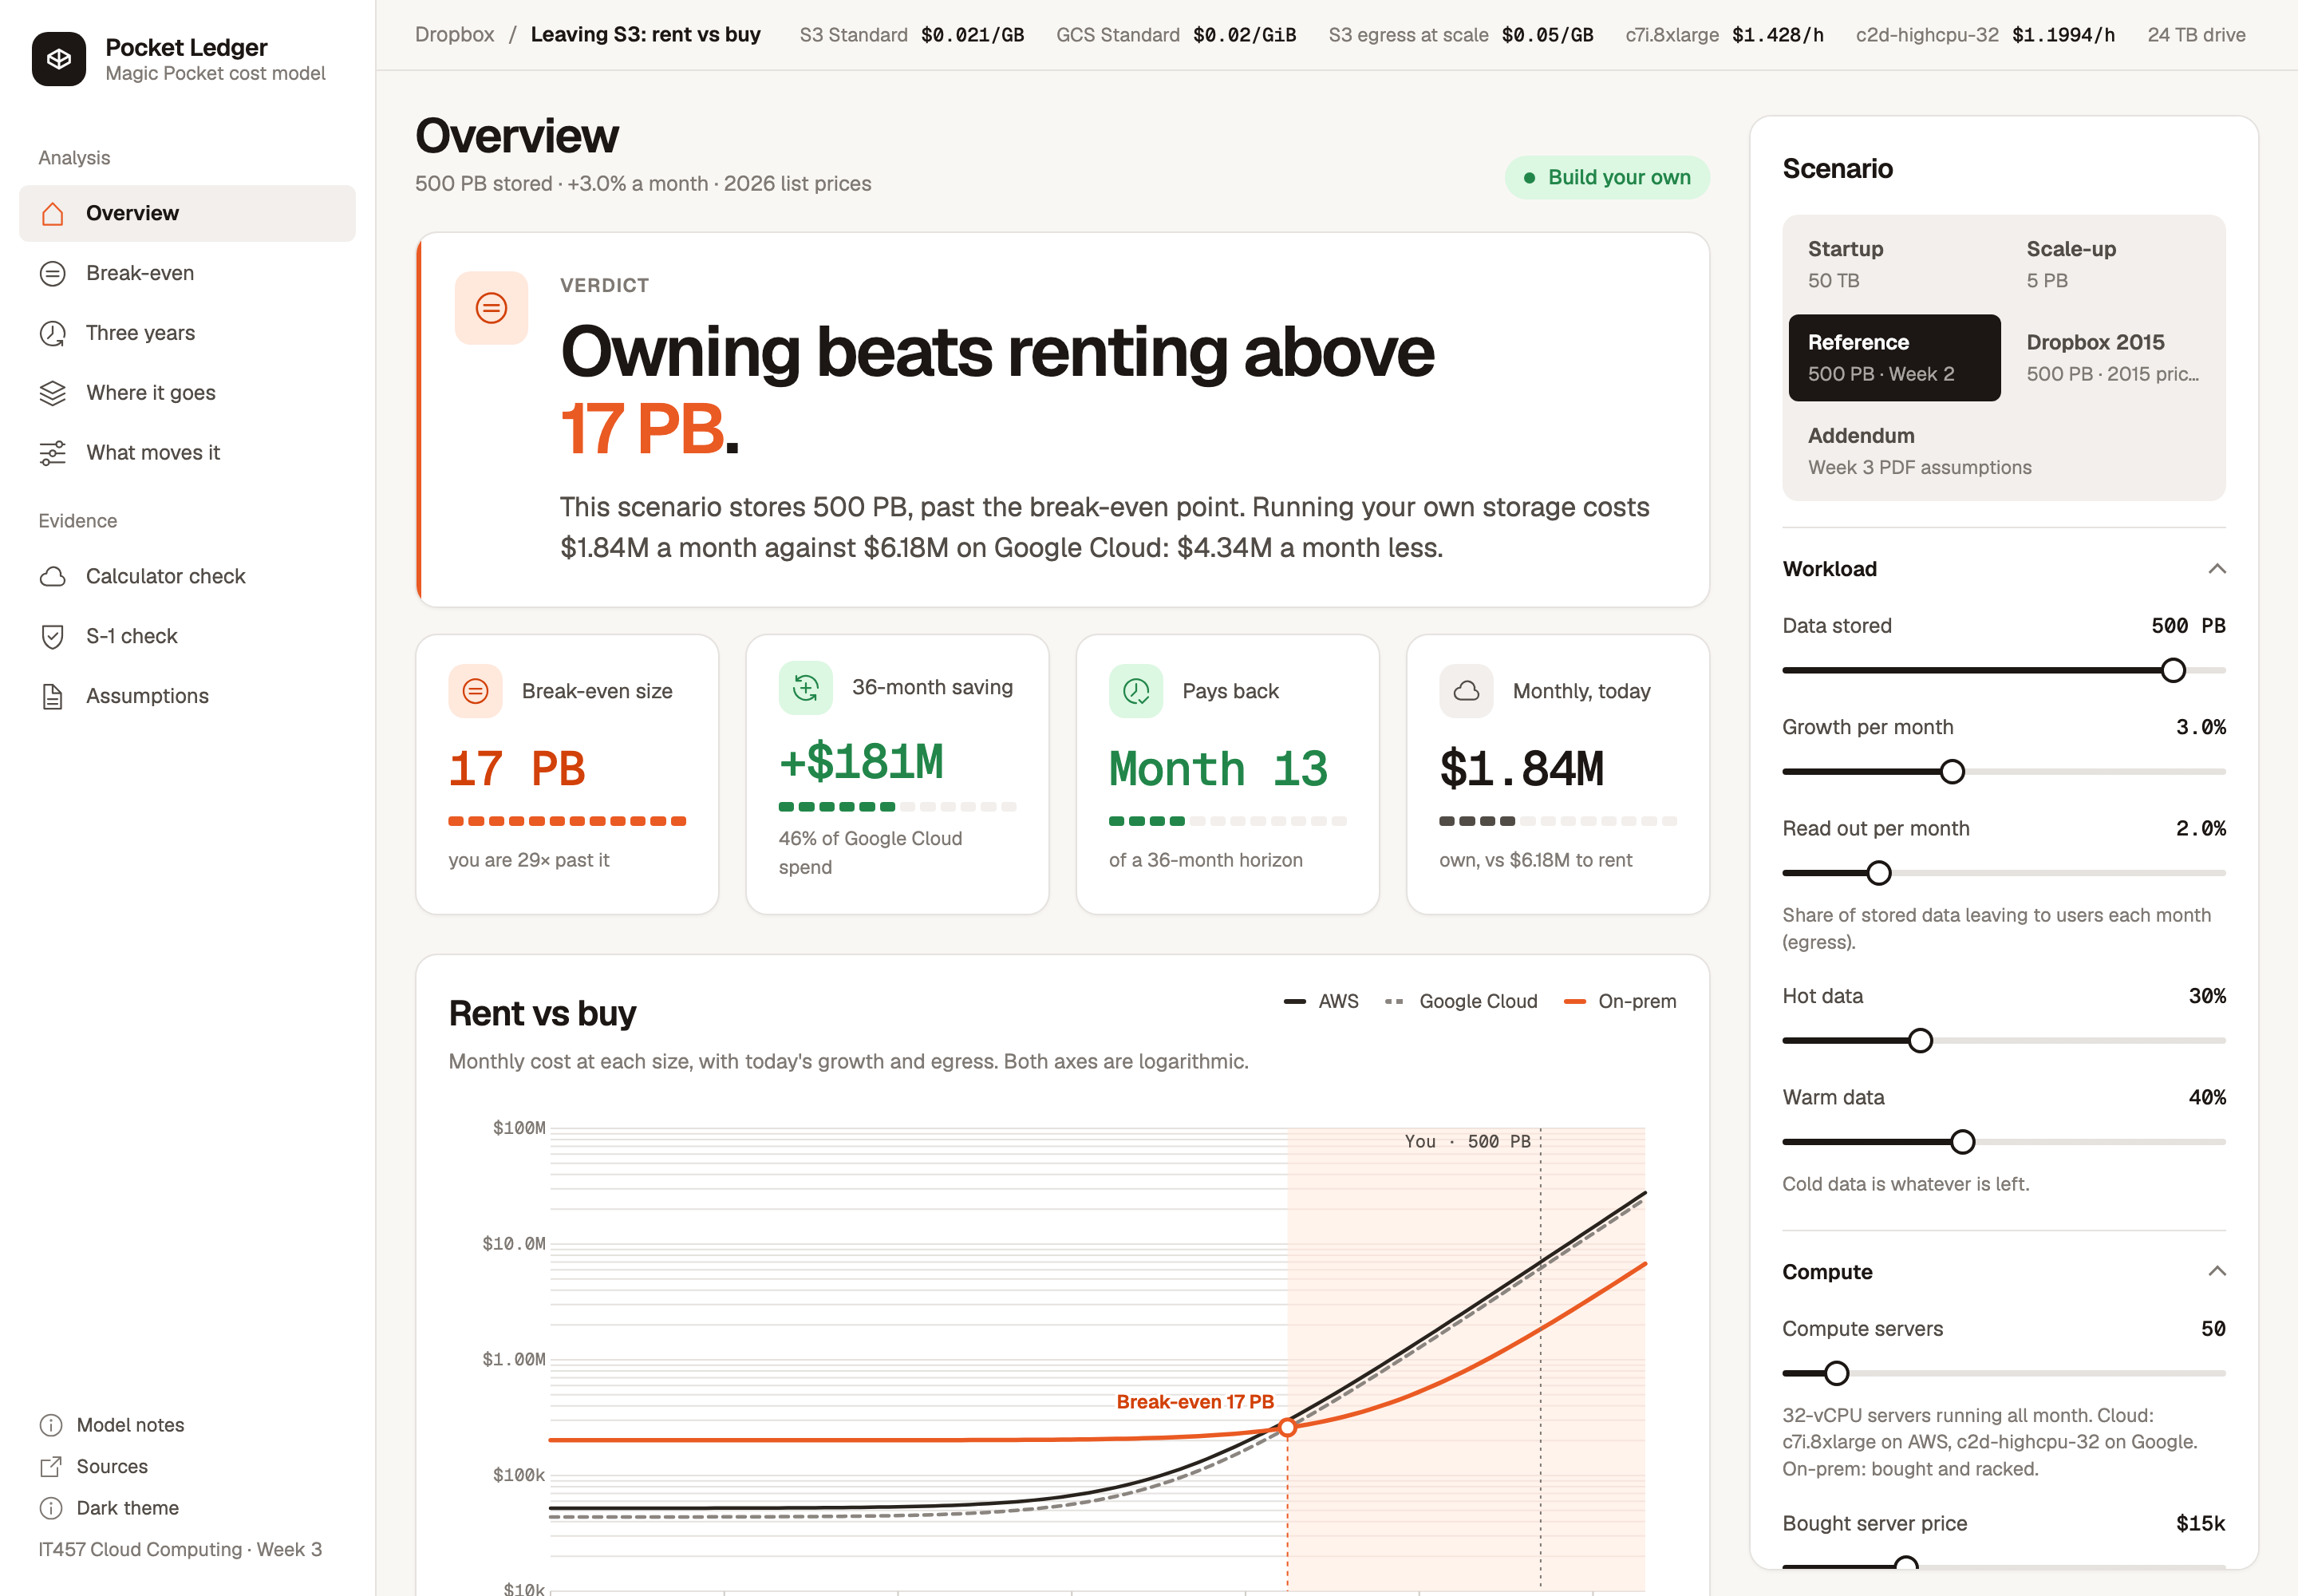 Pocket Ledger
Magic Pocket cost model
Analysis
Overview
Break-even
Three years
Where it goes
What moves it
Evidence
Calculator check
S-1 check
Assumptions
Model notes
Sources
Dark theme
IT457 Cloud Computing · Week 3
Dropbox / Leaving S3: rent vs buy
S3 Standard $0.021/GB
GCS Standard $0.02/GiB
S3 egress at scale $0.05/GB
c7i.8xlarge $1.428/h
c2d-highcpu-32 $1.1994/h
24 TB drive
Overview
500 PB stored · +3.0% a month · 2026 list prices
Build your own
VERDICT
Owning beats renting above
17 PB.
This scenario stores 500 PB, past the break-even point. Running your own storage costs
$1.84M a month against $6.18M on Google Cloud: $4.34M a month less.
Break-even size
17 PB
you are 29× past it
36-month saving
+$181M
46% of Google Cloud
spend
Pays back
Month 13
of a 36-month horizon
Monthly, today
$1.84M
own, vs $6.18M to rent
Rent vs buy
AWS
Google Cloud
On-prem
Monthly cost at each size, with today's growth and egress. Both axes are logarithmic.
$100M
You · 500 PB
$10.0M
$1.00M
Break-even 17 PB
$100k
$10k
Scenario
Startup
50 TB
Scale-up
5 PB
Reference
500 PB · Week 2
Dropbox 2015
500 PB · 2015 pric...
Addendum
Week 3 PDF assumptions
Workload
Data stored 500 PB
Growth per month 3.0%
Read out per month 2.0%
Share of stored data leaving to users each month
(egress).
Hot data 30%
Warm data 40%
Cold data is whatever is left.
Compute
Compute servers 50
32-vCPU servers running all month. Cloud:
c7i.8xlarge on AWS, c2d-highcpu-32 on Google.
On-prem: bought and racked.
Bought server price $15k